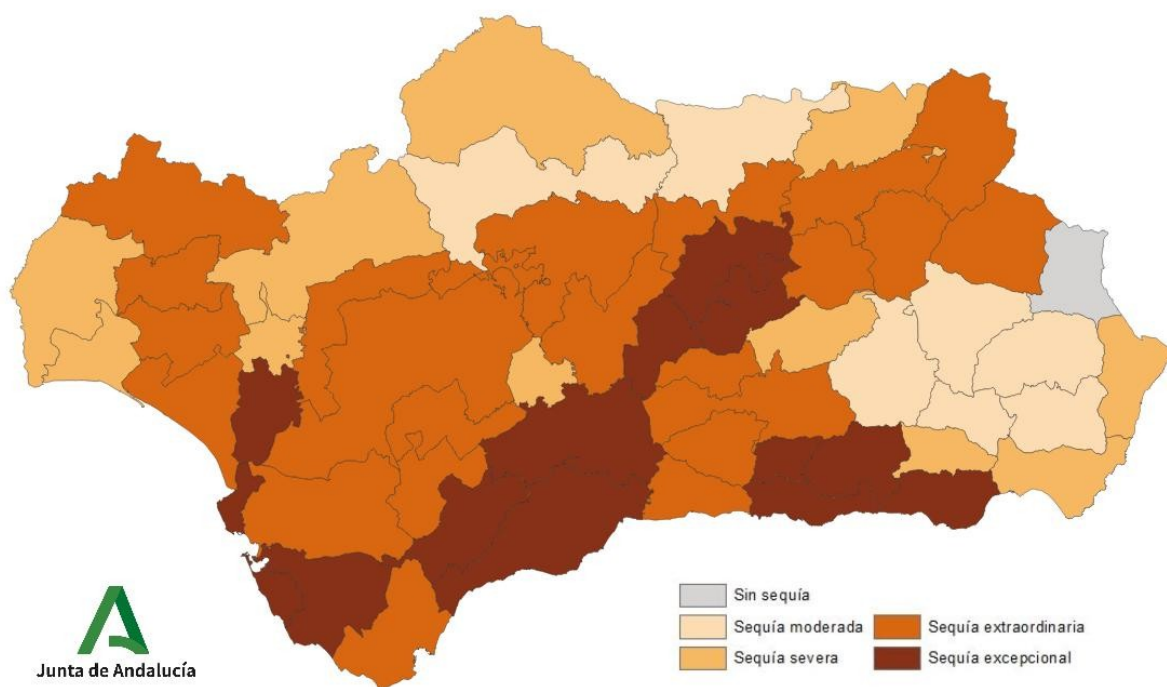 Sin sequía
Sequía moderada
Sequía extraordinaria
Sequía severa
Sequía excepcional
Junta de Andalucía